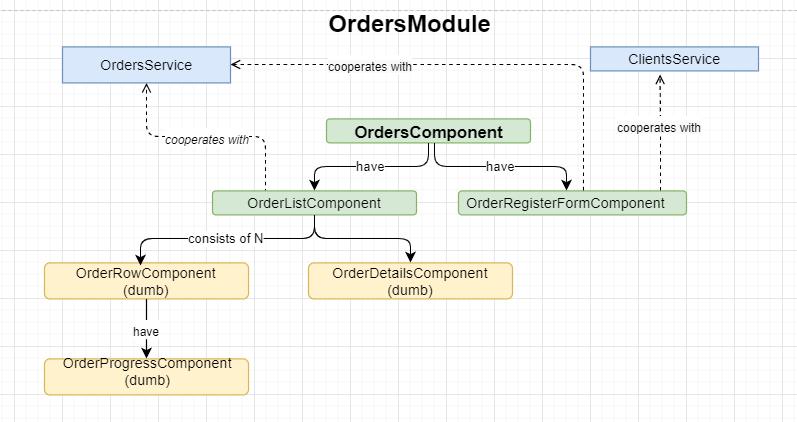 OrdersModule
OrdersService
cooperates with
ClientsService
OrdersComponent
cooperates with
cooperates with
have
have
OrderListComponent
OrderRegisterFormComponent
consists of N
OrderRowComponent
(dumb)
OrderDetailsComponent
(dumb)
have
OrderProgressComponent
(dumb)